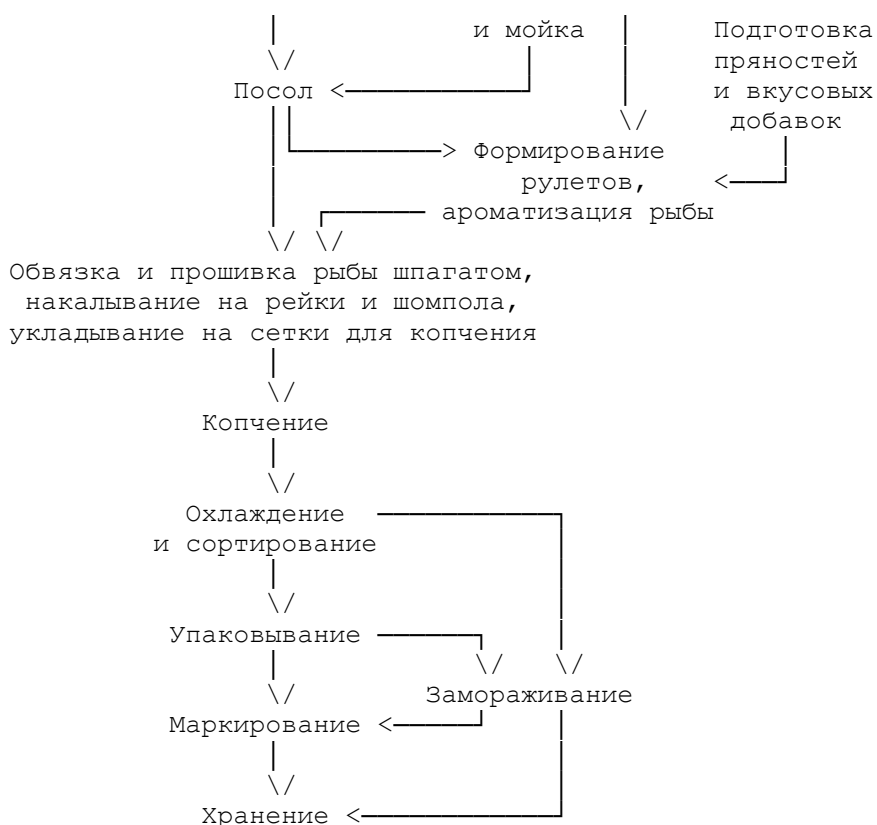 и мойка Подготовка
пряностей
Посол и вкусовых
добавок
Формирование
рулетов,
ароматизация рыбы
Обвязка и прошивка рыбы шпагатом,
накалывание на рейки и шомпола,
укладывание на сетки для копчения
Копчение
Охлаждение
и сортирование
Упаковывание
Замораживание
Маркирование
Хранение